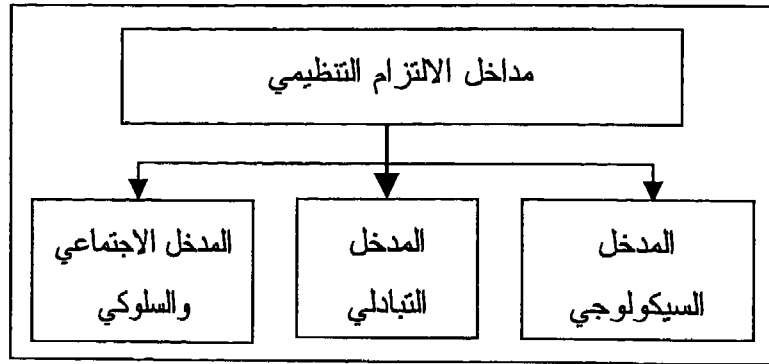 مداخل الالتزام التنظيمي
المدخل
السيكولوجي
المدخل
التبادلي
المدخل الاجتماعي
والسلوكي